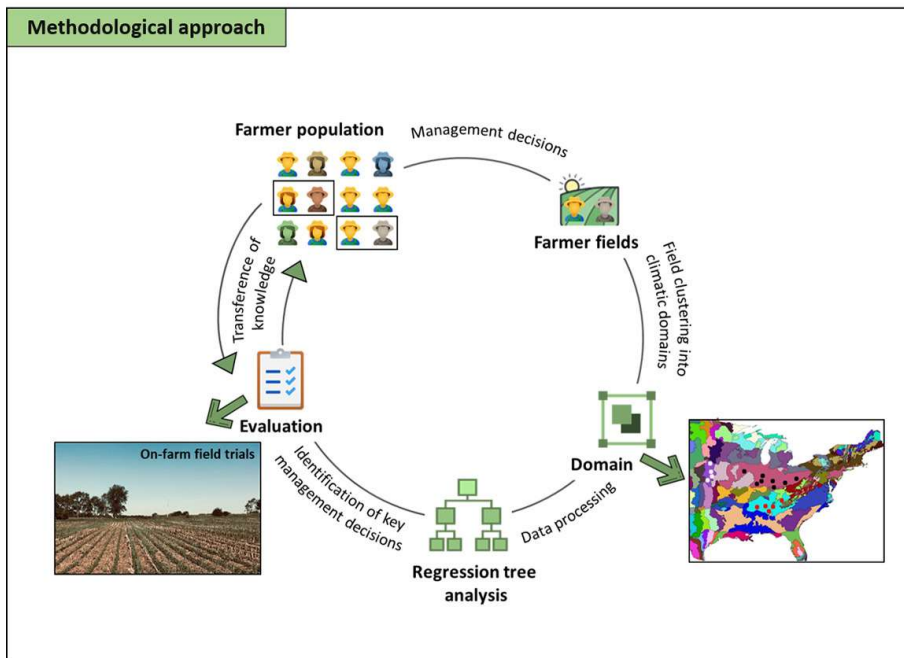 Methodological approach
Farmer population
Management decisions
Farmer fields
Field clustering into
climatic domains
Domain
Data processing
Regression tree
analysis
Identification of key
management decisions
Evaluation
On-farm field trials
Transference of
knowledge